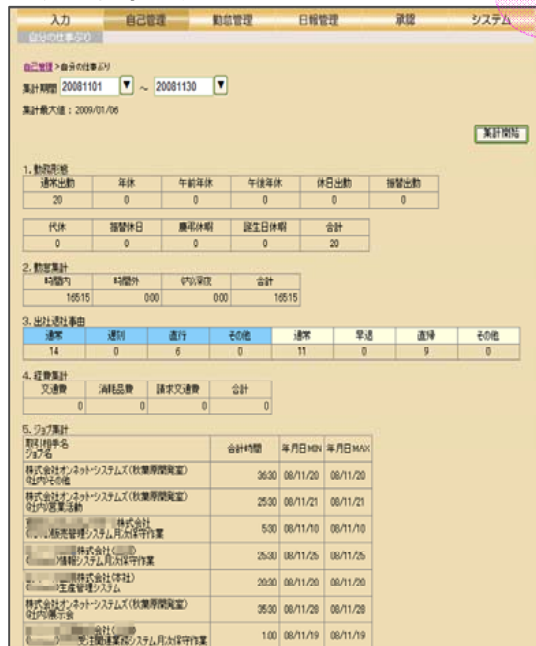 入力 自己管理 勤怠管理 日報管理 承認 システム
自分の仕事ぶり
自己管理 > 自分の仕事ぶり
集計期間 20081101 ▼ ~ 20081130 ▼
集計最大値：2009/01/06
集計開始
1. 勤務形態
通常出勤 年休 午前年休 午後年休 休日出勤 振替出勤
20 0 0 0 0 0
代休 振替休日 慶弔休暇 誕生日休暇 合計
0 0 0 0 20
2. 勤怠集計
時間内 時間外 (内)深夜 合計
165:15 0:00 0:00 165:15
3. 出社退社事由
通常 遅刻 直行 その他 通常 早退 直帰 その他
14 0 6 0 11 0 9 0
4. 経費集計
交通費 消耗品費 請求交通費 合計
0 0 0 0
5. ジョブ集計
取引相手名
ジョブ名 合計時間 年月日MIN 年月日MAX
株式会社オンネット・システムズ(秋葉原開発室)
(社内)その他 36:30 08/11/20 08/11/20
株式会社オンネット・システムズ(秋葉原開発室)
(社内)営業活動 25:30 08/11/21 08/11/21
株式会社
販売管理システム月次保守作業 5:30 08/11/10 08/11/10
株式会社
情報システム月次保守作業 25:30 08/11/25 08/11/25
株式会社(本社)
生産管理システム 20:30 08/11/20 08/11/20
株式会社オンネット・システムズ(秋葉原開発室)
(社内)展示会 35:30 08/11/28 08/11/28
会社
受注関連業務システム月次保守作業 1:00 08/11/19 08/11/19